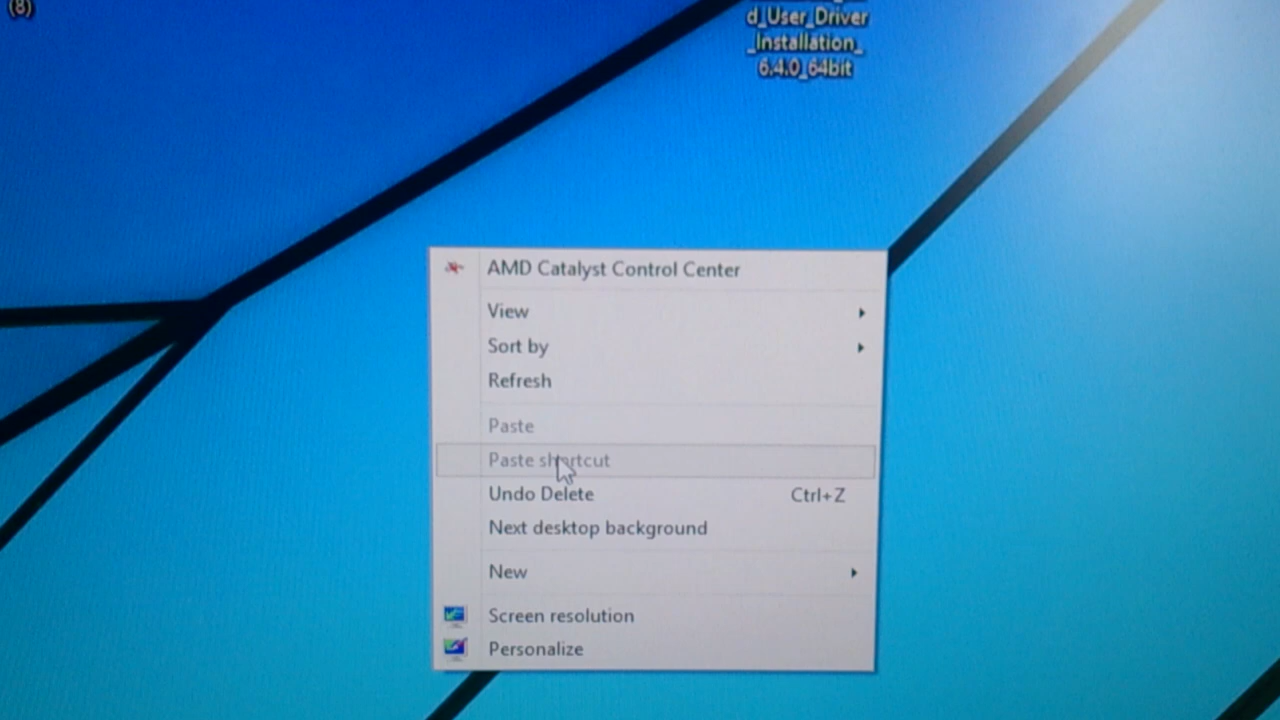 (8)
d_User_Driver
_Installation_
6.4.0_64bit
AMD Catalyst Control Center
View
Sort by
Refresh
Paste
Paste shortcut
Undo Delete Ctrl+Z
Next desktop background
New
Screen resolution
Personalize